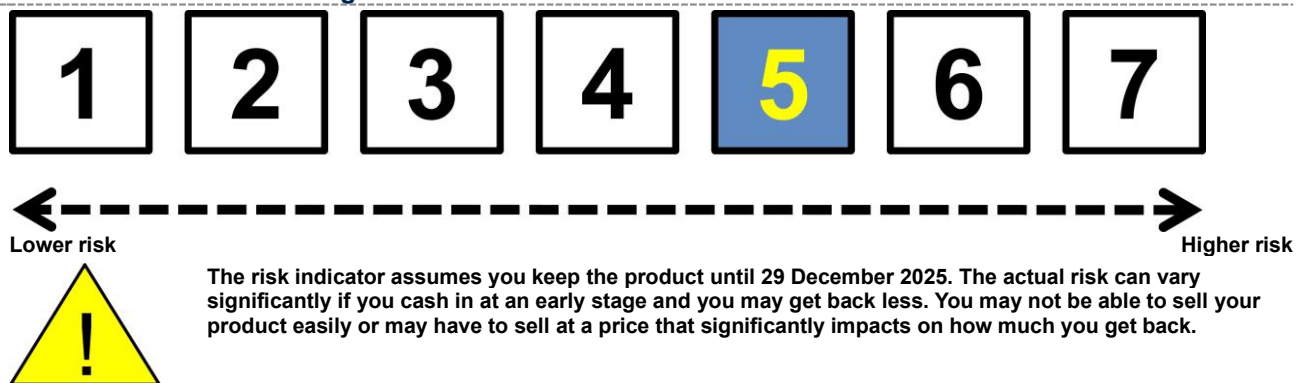 1 2 3 4 5 6 7
Lower risk Higher risk
The risk indicator assumes you keep the product until 29 December 2025. The actual risk can vary
significantly if you cash in at an early stage and you may get back less. You may not be able to sell your
product easily or may have to sell at a price that significantly impacts on how much you get back.
!